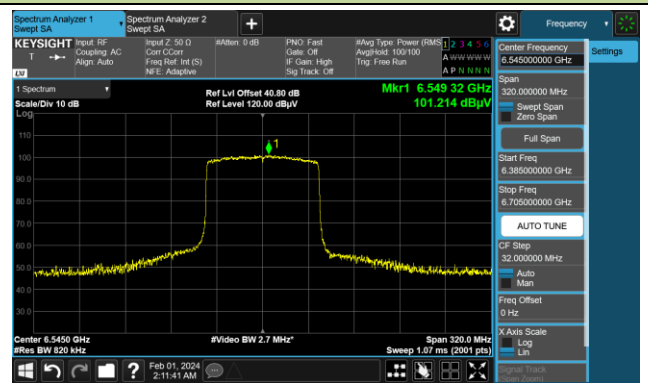 Spectrum Analyzer 1
Swept SA
Spectrum Analyzer 2
Swept SA
+
Frequency
KEYSIGHT
T
LXI
Input: RF
Coupling: AC
Align: Auto
Input Z: 50 Ω
Corr CCorr
Freq Ref: Int (S)
NFE: Adaptive
#Atten: 0 dB
PNO: Fast
Gate: Off
IF Gain: High
Sig Track: Off
#Avg Type: Power (RMS
Avg|Hold: 100/100
Trig: Free Run
1 2 3 4 5 6
A W W W W W
A P N N N N
Center Frequency
6.545000000 GHz
Settings
Span
320.000000 MHz
Swept Span
Zero Span
Full Span
Start Freq
6.385000000 GHz
Stop Freq
6.705000000 GHz
AUTO TUNE
CF Step
32.000000 MHz
Auto
Man
Freq Offset
0 Hz
X Axis Scale
Log
Lin
Signal Track
(Span Zoom)
1 Spectrum
Scale/Div 10 dB
Log
Ref Lvl Offset 40.80 dB
Ref Level 120.00 dBµV
Mkr1 6.549 32 GHz
101.214 dBµV
1
110
100
90.0
80.0
70.0
60.0
50.0
40.0
30.0
Center 6.5450 GHz
#Res BW 820 kHz
#Video BW 2.7 MHz*
Span 320.0 MHz
Sweep 1.07 ms (2001 pts)
?
Feb 01, 2024
2:11:41 AM